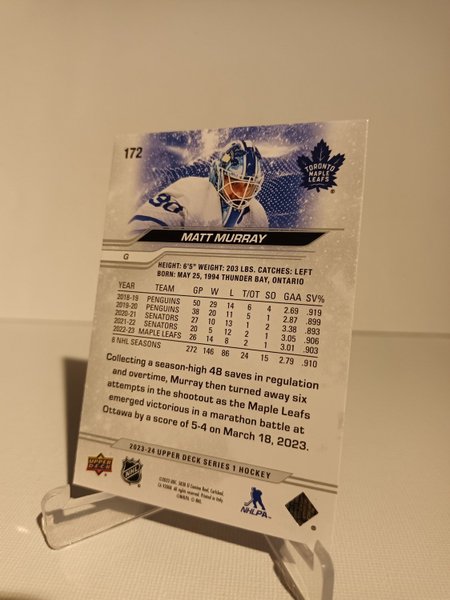 172
TORONTO
MAPLE
LEAFS
30
MATT MURRAY
G
HEIGHT: 6'5" WEIGHT: 203 LBS. CATCHES: LEFT
BORN: MAY 25, 1994 THUNDER BAY, ONTARIO
YEAR TEAM GP W L T/OT SO GAA SV%
2018-19 PENGUINS 50 29 14 6 4 2.69 .919
2019-20 PENGUINS 38 20 11 5 1 2.87 .899
2020-21 SENATORS 27 10 13 1 2 3.38 .893
2021-22 SENATORS 20 5 12 2 1 3.05 .906
2022-23 MAPLE LEAFS 26 14 8 2 1 3.01 .903
8 NHL SEASONS 272 146 86 24 15 2.79 .910
Collecting a season-high 48 saves in regulation
and overtime, Murray then turned away six
attempts in the shootout as the Maple Leafs
emerged victorious in a marathon battle at
Ottawa by a score of 5-4 on March 18, 2023.
2023-24 UPPER DECK SERIES 1 HOCKEY
UPPER
DECK
NHL
NHLPA